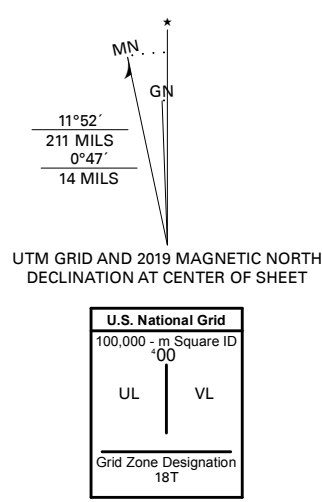 ★
MN
GN
11°52´
211 MILS
0°47´
14 MILS
UTM GRID AND 2019 MAGNETIC NORTH
DECLINATION AT CENTER OF SHEET
U.S. National Grid
100,000 - m Square ID
⁴00
UL VL
Grid Zone Designation
18T